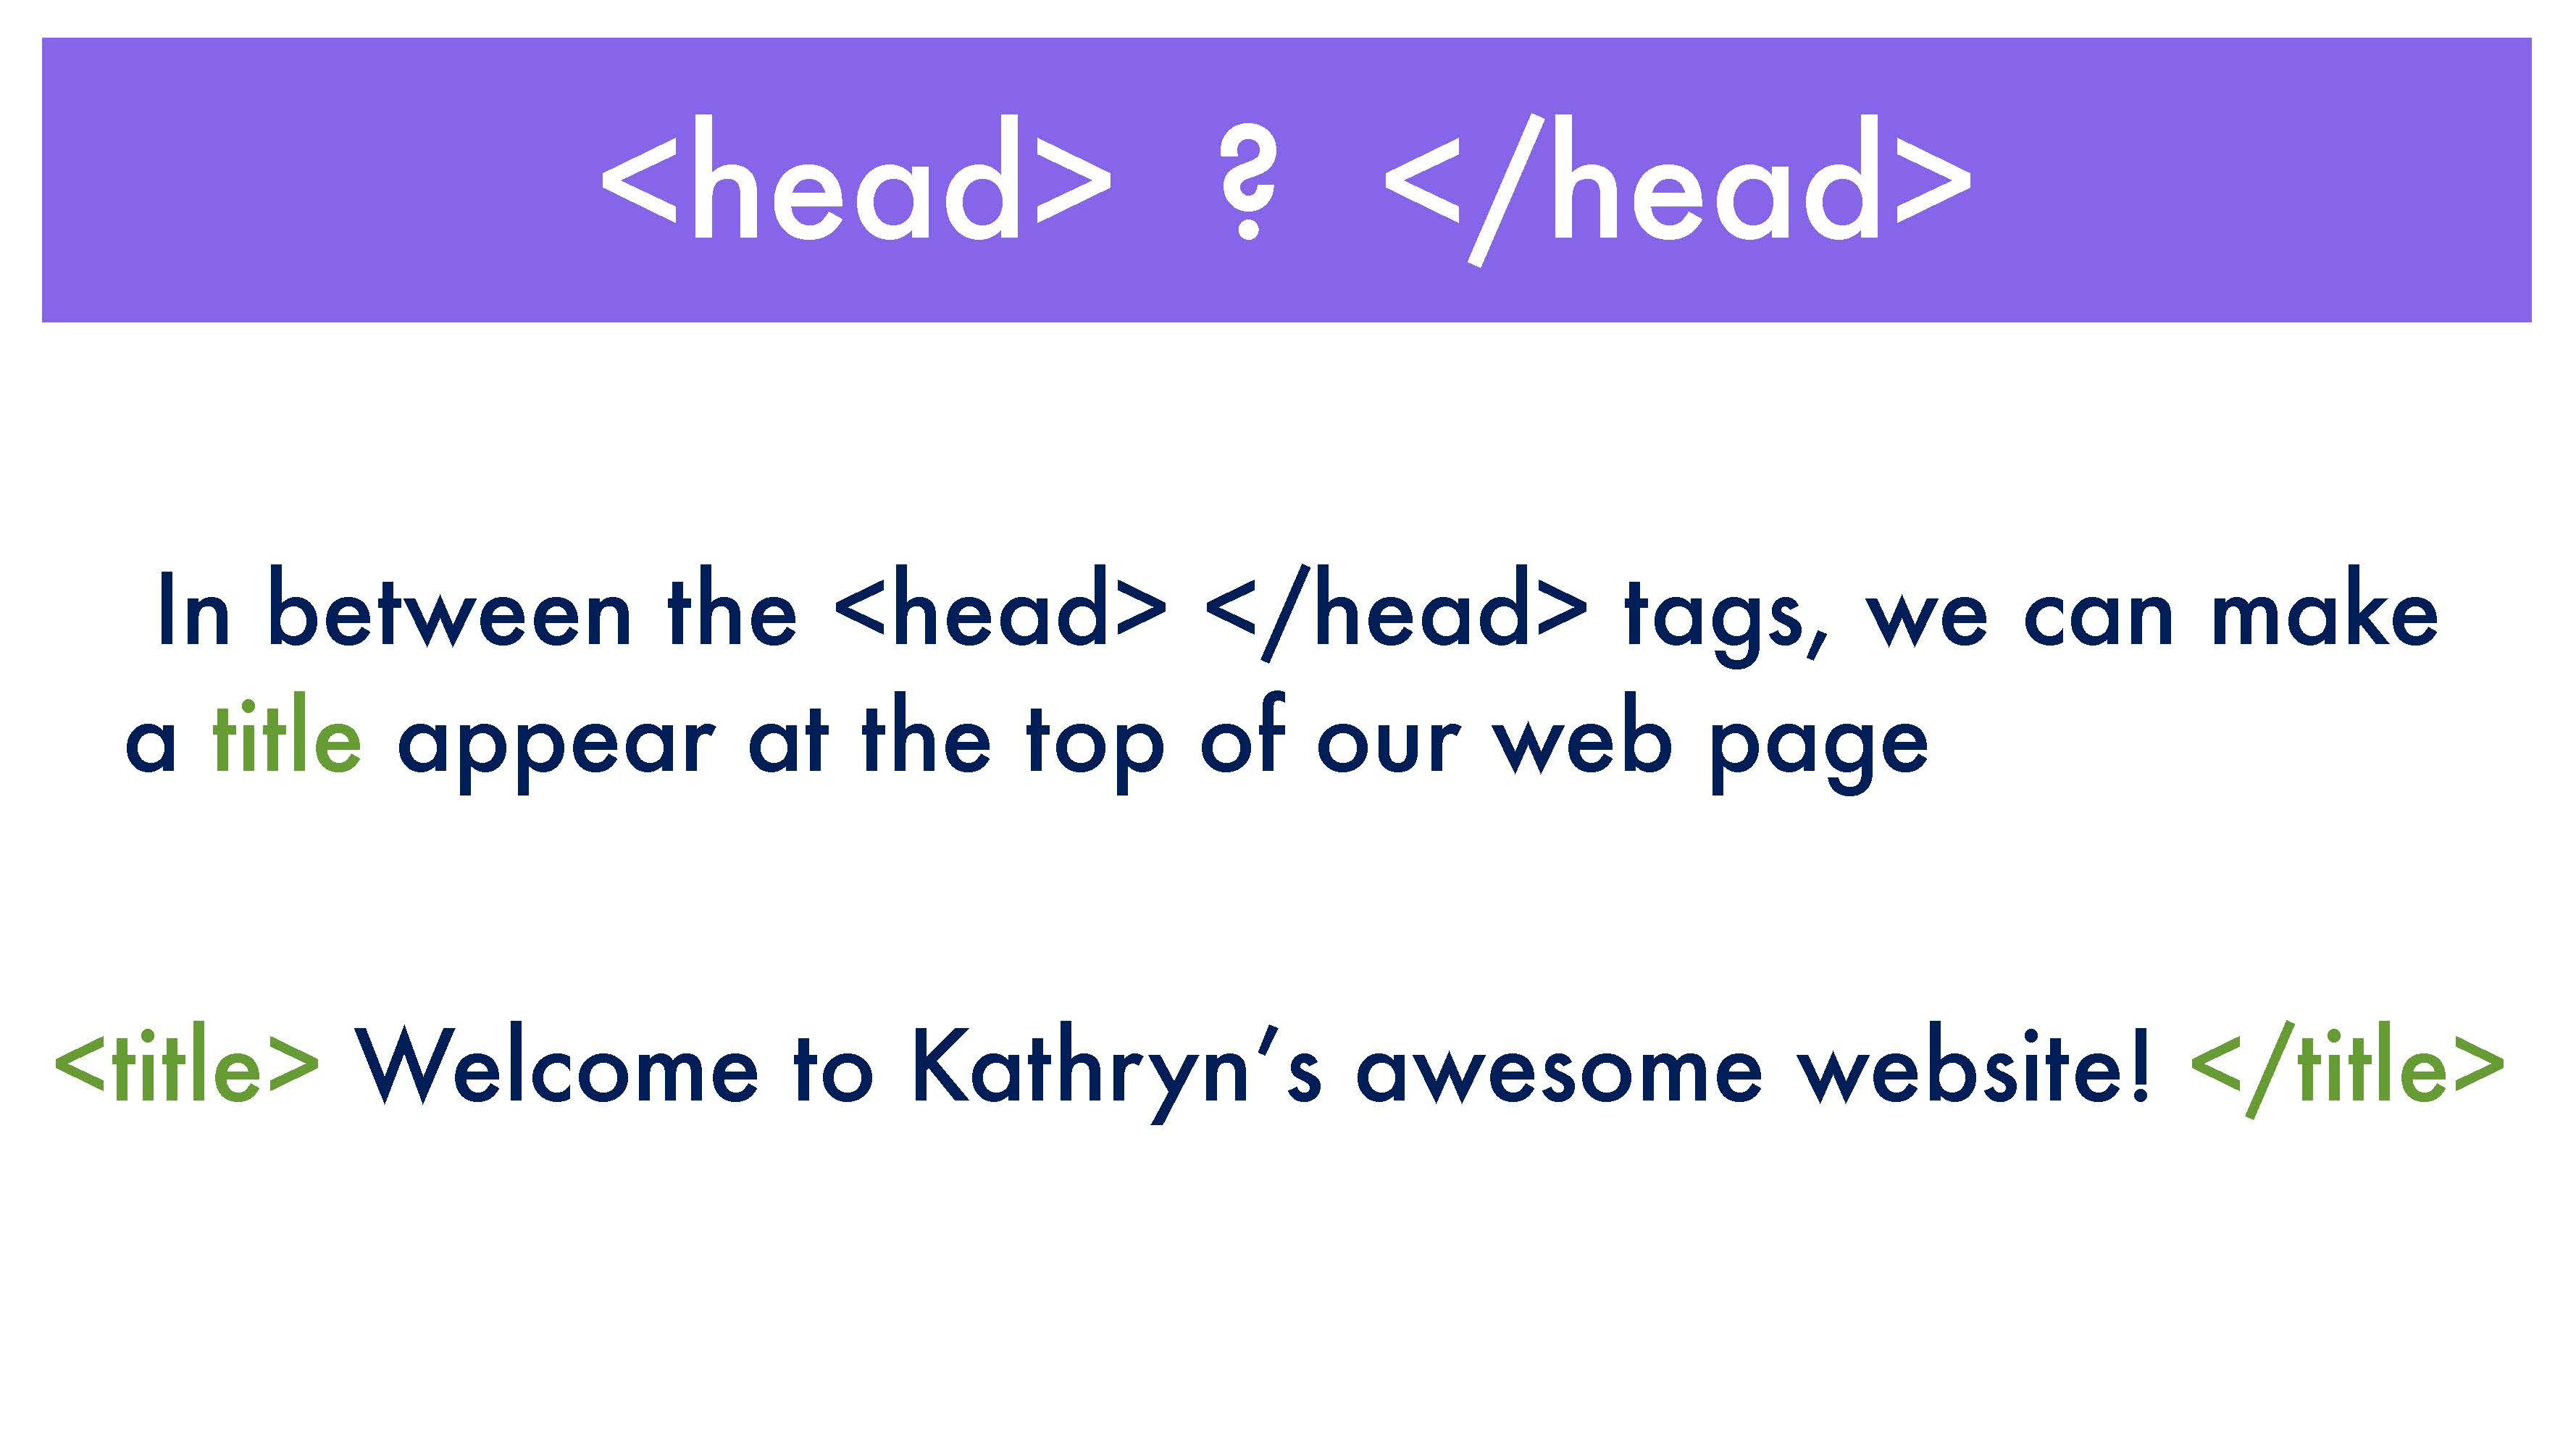 <head> ? </head>
In between the <head> </head> tags, we can make
a title appear at the top of our web page
<title> Welcome to Kathryn’s awesome website! </title>